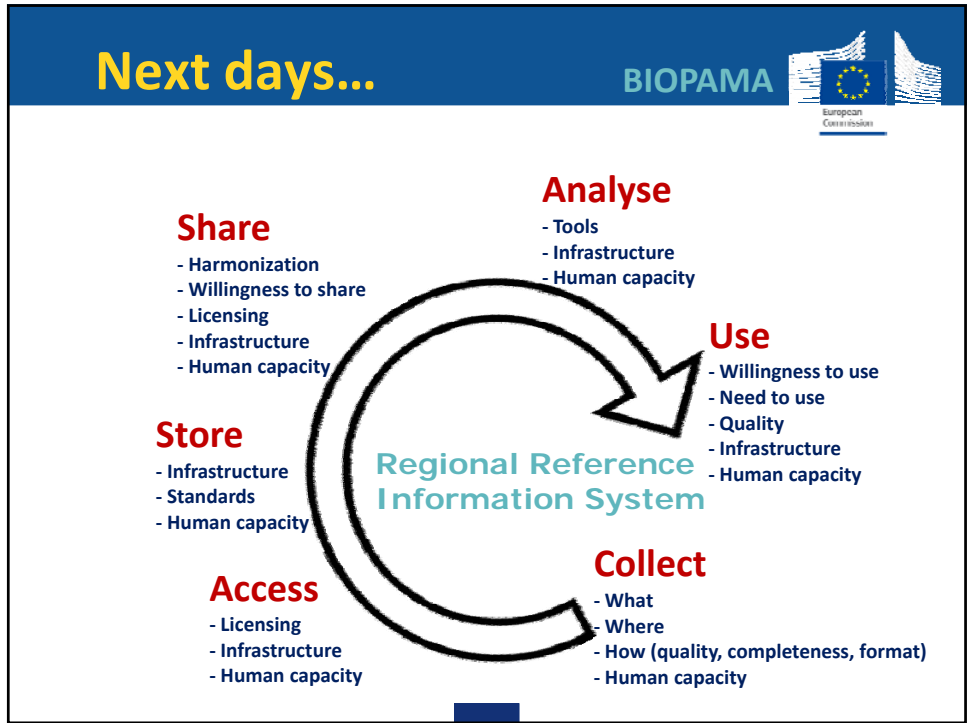 Next days...
BIOPAMA
European
Commission
Analyse
- Tools
- Infrastructure
- Human capacity
Share
- Harmonization
- Willingness to share
- Licensing
- Infrastructure
- Human capacity
Use
- Willingness to use
- Need to use
- Quality
- Infrastructure
- Human capacity
Store
- Infrastructure
- Standards
- Human capacity
Regional Reference
Information System
Collect
- What
- Where
- How (quality, completeness, format)
- Human capacity
Access
- Licensing
- Infrastructure
- Human capacity